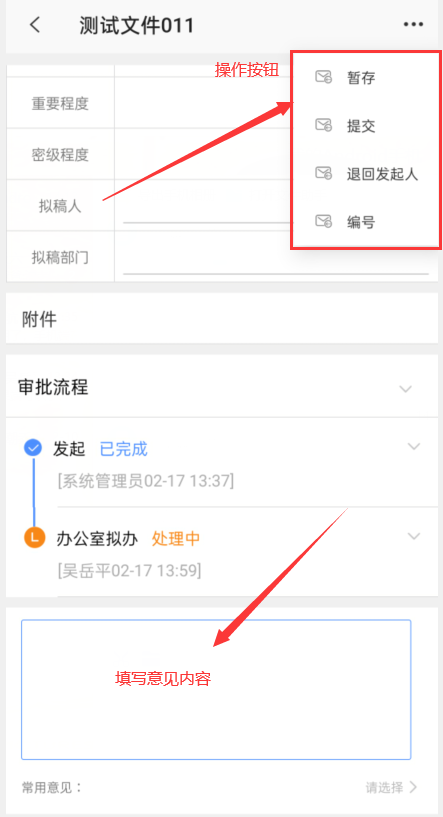 测试文件011
操作按钮
暂存
重要程度
提交
密级程度
退回发起人
拟稿人
编号
拟稿部门
附件
审批流程
发起 已完成
[系统管理员02-17 13:37]
办公室拟办 处理中
[吴岳平02-17 13:59]
填写意见内容
常用意见： 请选择